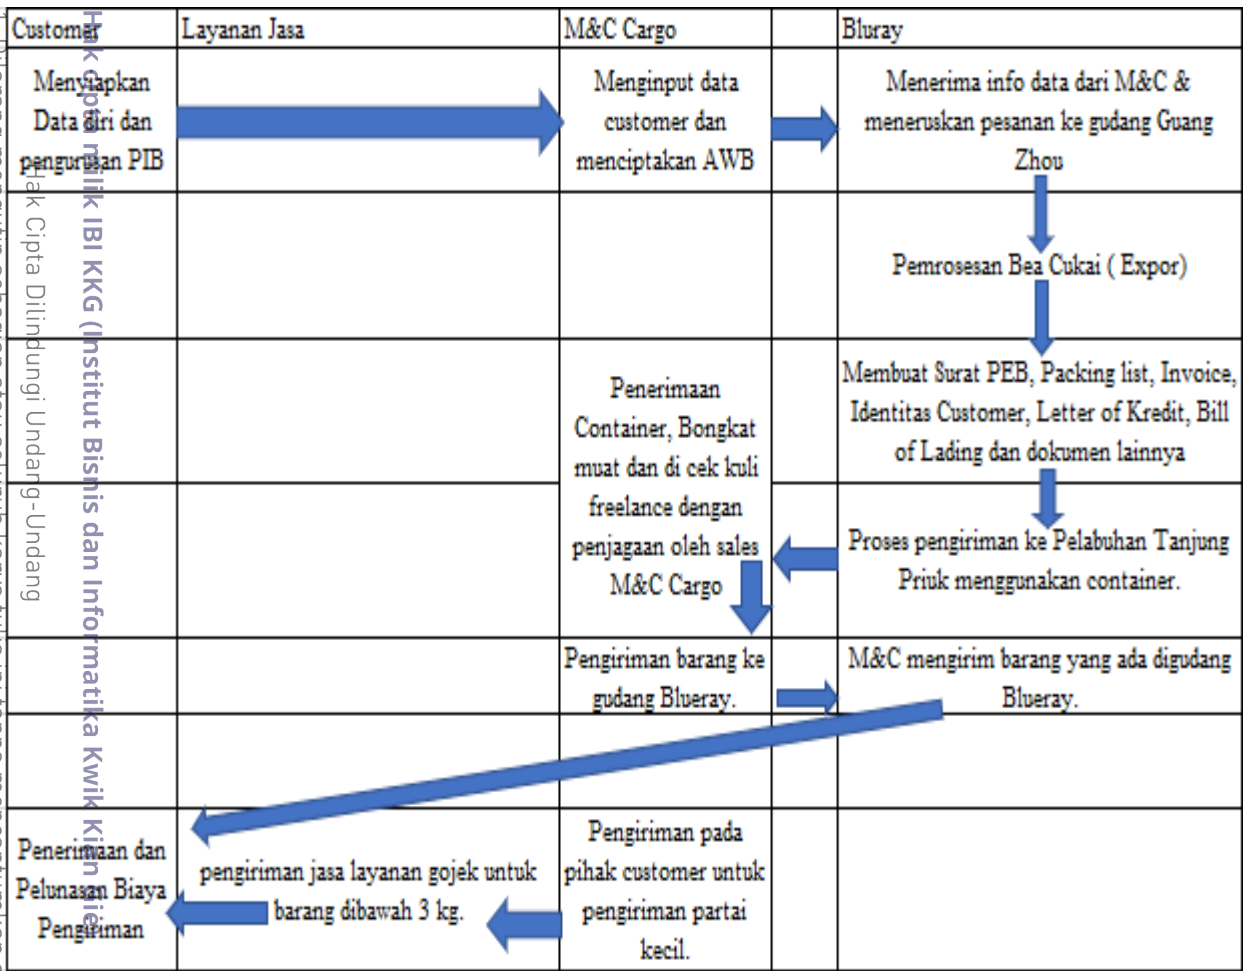 Customer
Layanan Jasa
M&C Cargo
Bluray
Menyiapkan
Data diri dan
pengurusan PIB
Menginput data
customer dan
menciptakan AWB
Menerima info data dari M&C &
meneruskan pesanan ke gudang Guang
Zhou
Pemrosesan Bea Cukai ( Expor)
Penerimaan
Container, Bongkat
muat dan di cek kuli
freelance dengan
penjagaan oleh sales
M&C Cargo
Membuat Surat PEB, Packing list, Invoice,
Identitas Customer, Letter of Kredit, Bill
of Lading dan dokumen lainnya
Proses pengiriman ke Pelabuhan Tanjung
Priuk menggunakan container.
Pengiriman barang ke
gudang Blueray.
M&C mengirim barang yang ada digudang
Blueray.
Penerimaan dan
Pelunasan Biaya
Pengiriman
pengiriman jasa layanan gojek untuk
barang dibawah 3 kg.
Pengiriman pada
pihak customer untuk
pengiriman partai
kecil.
Hak cipta milik IBI KKG (Institut Bisnis dan Informatika Kwik Kian Gie)
Hak Cipta Dilindungi Undang-Undang